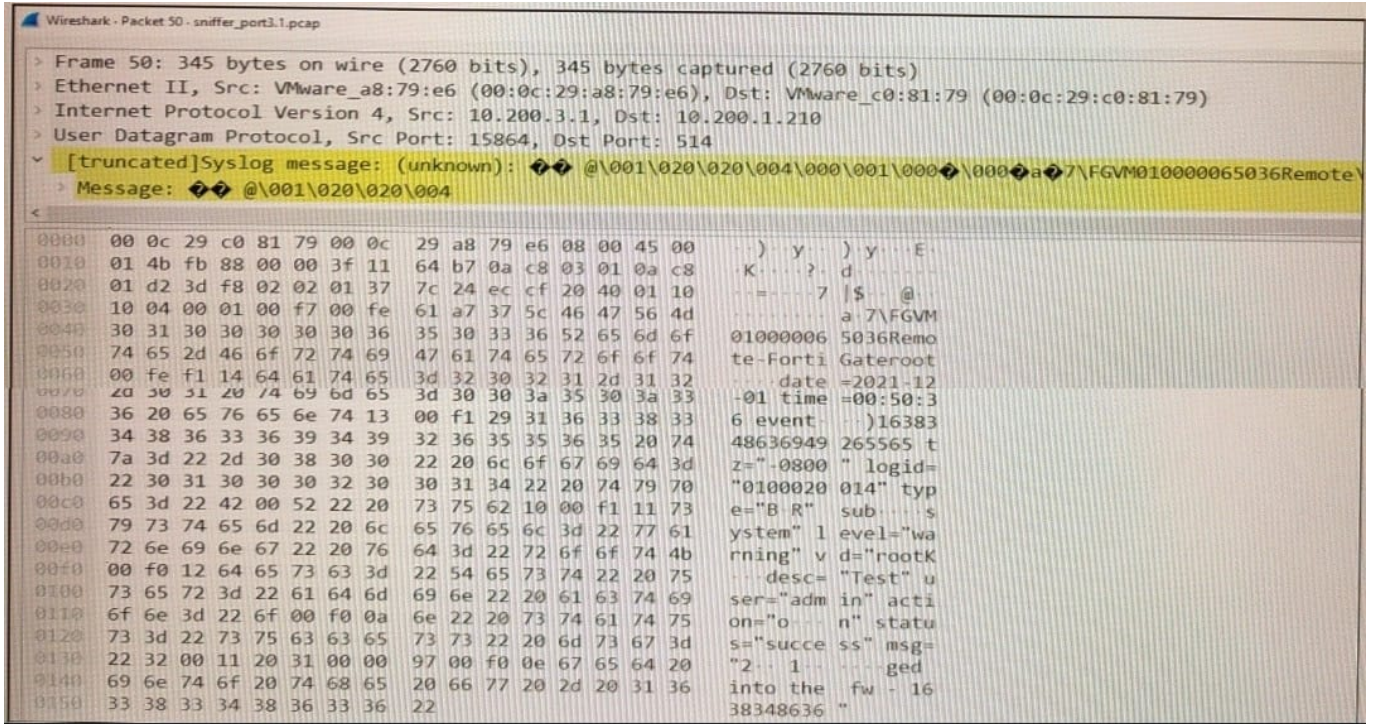 Wireshark · Packet 50 · sniffer_port3.1.pcap
> Frame 50: 345 bytes on wire (2760 bits), 345 bytes captured (2760 bits)
> Ethernet II, Src: VMware_a8:79:e6 (00:0c:29:a8:79:e6), Dst: VMware_c0:81:79 (00:0c:29:c0:81:79)
> Internet Protocol Version 4, Src: 10.200.3.1, Dst: 10.200.1.210
> User Datagram Protocol, Src Port: 15864, Dst Port: 514
[truncated]Syslog message: (unknown): �� @\001\020\020\004\000\001\000�\000�a�7\FGVM010000065036Remote\
> Message: �� @\001\020\020\004
0000 00 0c 29 c0 81 79 00 0c 29 a8 79 e6 08 00 45 00 ··)··y·· )·y···E·
0010 01 4b fb 88 00 00 3f 11 64 b7 0a c8 03 01 0a c8 ·K····?· d·······
0020 01 d2 3d f8 02 02 01 37 7c 24 ec cf 20 40 01 10 ··=····7 |$·· @··
0030 10 04 00 01 00 f7 00 fe 61 a7 37 5c 46 47 56 4d ········ a·7\FGVM
0040 30 31 30 30 30 30 30 36 35 30 33 36 52 65 6d 6f 01000006 5036Remo
0050 74 65 2d 46 6f 72 74 69 47 61 74 65 72 6f 6f 74 te-Forti Gateroot
0060 00 fe f1 14 64 61 74 65 3d 32 30 32 31 2d 31 32 ····date =2021-12
0070 2d 30 31 20 74 69 6d 65 3d 30 30 3a 35 30 3a 33 -01 time =00:50:3
0080 36 20 65 76 65 6e 74 13 00 f1 29 31 36 33 38 33 6 event· ··)16383
0090 34 38 36 33 36 39 34 39 32 36 35 35 36 35 20 74 48636949 265565 t
00a0 7a 3d 22 2d 30 38 30 30 22 20 6c 6f 67 69 64 3d z="-0800 " logid=
00b0 22 30 31 30 30 30 32 30 30 31 34 22 20 74 79 70 "0100020 014" typ
00c0 65 3d 22 42 00 52 22 20 73 75 62 10 00 f1 11 73 e="B·R" sub····s
00d0 79 73 74 65 6d 22 20 6c 65 76 65 6c 3d 22 77 61 ystem" l evel="wa
00e0 72 6e 69 6e 67 22 20 76 64 3d 22 72 6f 6f 74 4b rning" v d="rootK
00f0 00 f0 12 64 65 73 63 3d 22 54 65 73 74 22 20 75 ···desc= "Test" u
0100 73 65 72 3d 22 61 64 6d 69 6e 22 20 61 63 74 69 ser="adm in" acti
0110 6f 6e 3d 22 6f 00 f0 0a 6e 22 20 73 74 61 74 75 on="o··· n" statu
0120 73 3d 22 73 75 63 63 65 73 73 22 20 6d 73 67 3d s="succe ss" msg=
0130 22 32 00 11 20 31 00 00 97 00 f0 0e 67 65 64 20 "2·· 1·· ····ged
0140 69 6e 74 6f 20 74 68 65 20 66 77 20 2d 20 31 36 into the fw - 16
0150 33 38 33 34 38 36 33 36 22 38348636 "